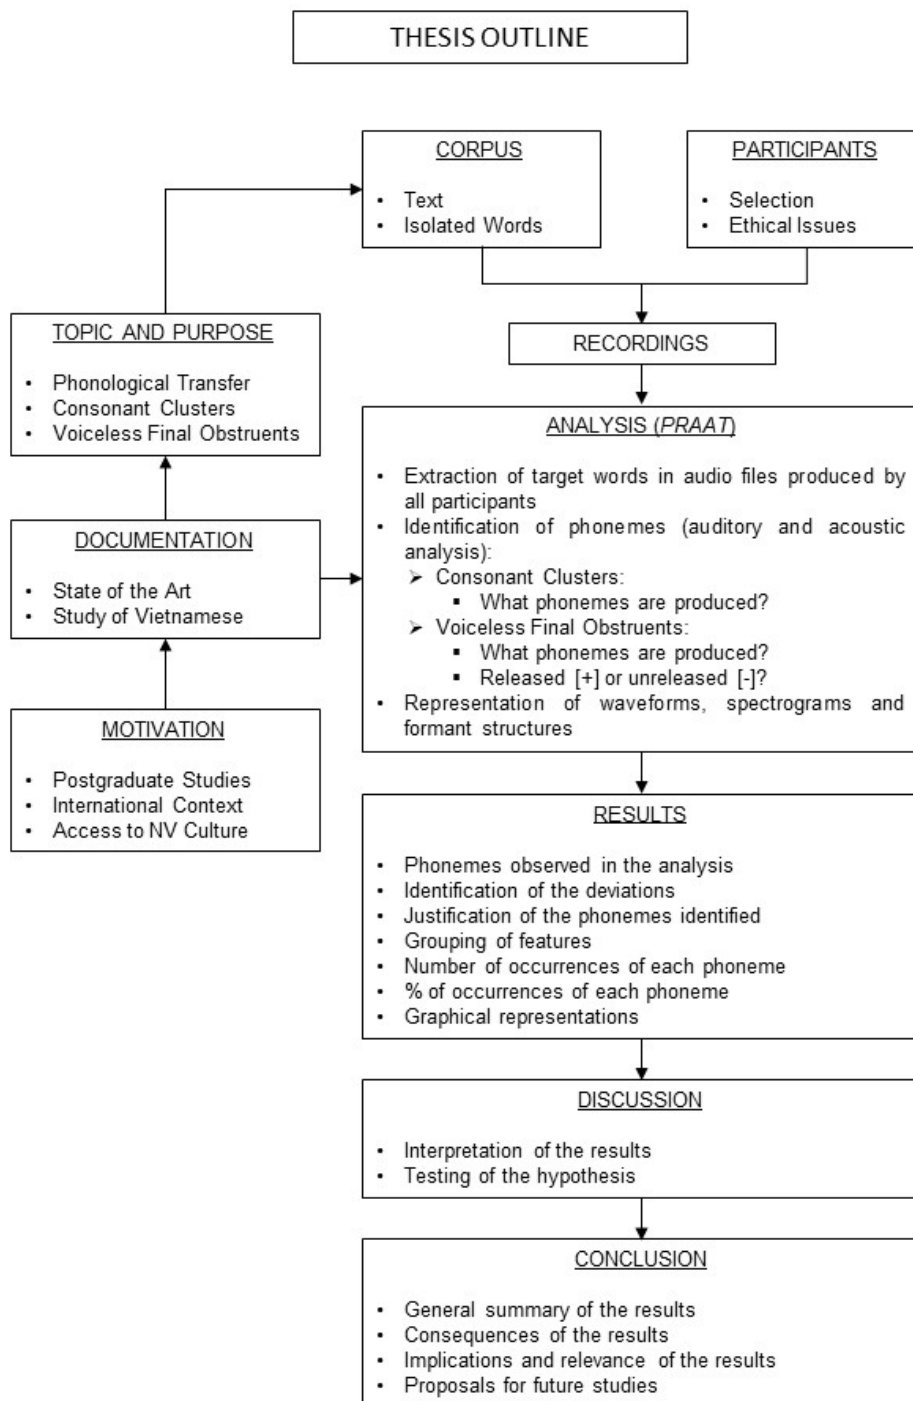 THESIS OUTLINE
CORPUS
• Text
• Isolated Words
PARTICIPANTS
• Selection
• Ethical Issues
TOPIC AND PURPOSE
• Phonological Transfer
• Consonant Clusters
• Voiceless Final Obstruents
RECORDINGS
DOCUMENTATION
• State of the Art
• Study of Vietnamese
MOTIVATION
• Postgraduate Studies
• International Context
• Access to NV Culture
ANALYSIS (PRAAT)
• Extraction of target words in audio files produced by
all participants
• Identification of phonemes (auditory and acoustic
analysis):
➢ Consonant Clusters:
▪ What phonemes are produced?
➢ Voiceless Final Obstruents:
▪ What phonemes are produced?
▪ Released [+] or unreleased [-]?
• Representation of waveforms, spectrograms and
formant structures
RESULTS
• Phonemes observed in the analysis
• Identification of the deviations
• Justification of the phonemes identified
• Grouping of features
• Number of occurrences of each phoneme
• % of occurrences of each phoneme
• Graphical representations
DISCUSSION
• Interpretation of the results
• Testing of the hypothesis
CONCLUSION
• General summary of the results
• Consequences of the results
• Implications and relevance of the results
• Proposals for future studies